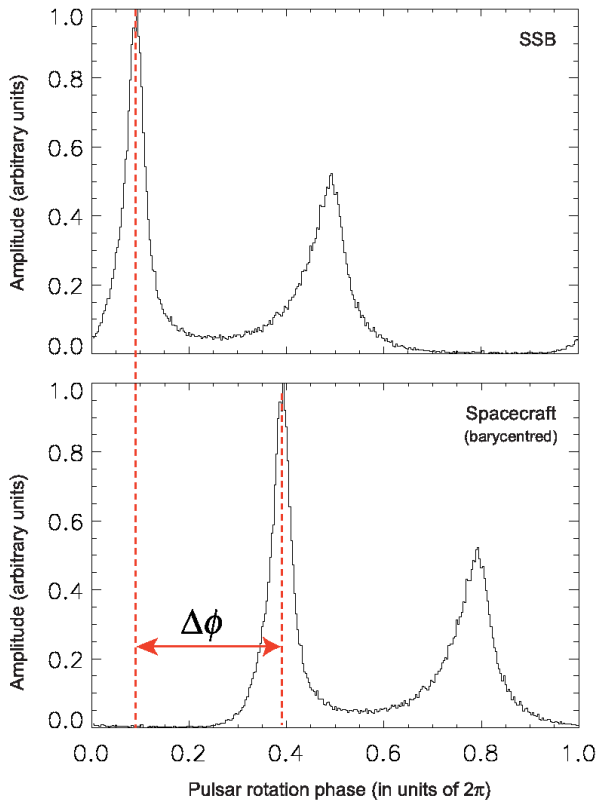 1.0
SSB
0.8
0.6
0.4
0.2
0.0
Amplitude (arbitrary units)
1.0
Spacecraft
(barycentred)
0.8
0.6
0.4
Δϕ
0.2
0.0
Amplitude (arbitrary units)
0.0 0.2 0.4 0.6 0.8 1.0
Pulsar rotation phase (in units of 2π)